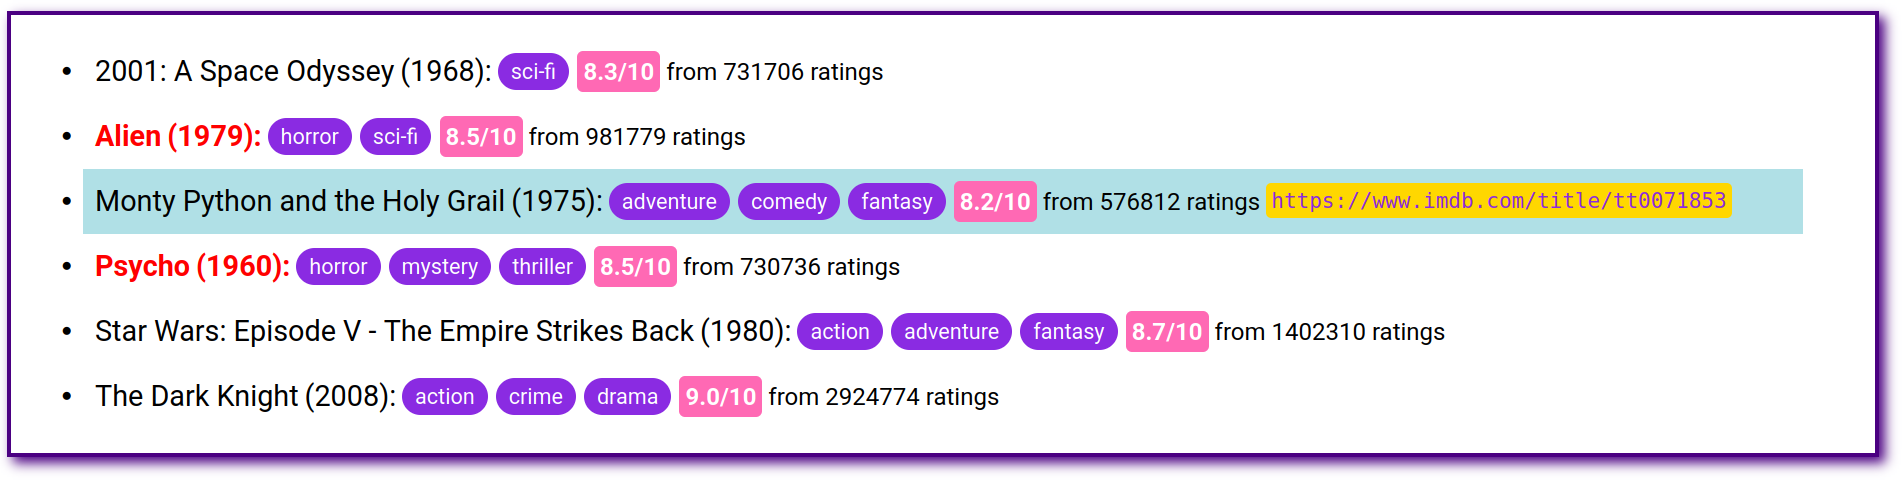 • 2001: A Space Odyssey (1968): sci-fi 8.3/10 from 731706 ratings
• Alien (1979): horror sci-fi 8.5/10 from 981779 ratings
• Monty Python and the Holy Grail (1975): adventure comedy fantasy 8.2/10 from 576812 ratings https://www.imdb.com/title/tt0071853
• Psycho (1960): horror mystery thriller 8.5/10 from 730736 ratings
• Star Wars: Episode V - The Empire Strikes Back (1980): action adventure fantasy 8.7/10 from 1402310 ratings
• The Dark Knight (2008): action crime drama 9.0/10 from 2924774 ratings